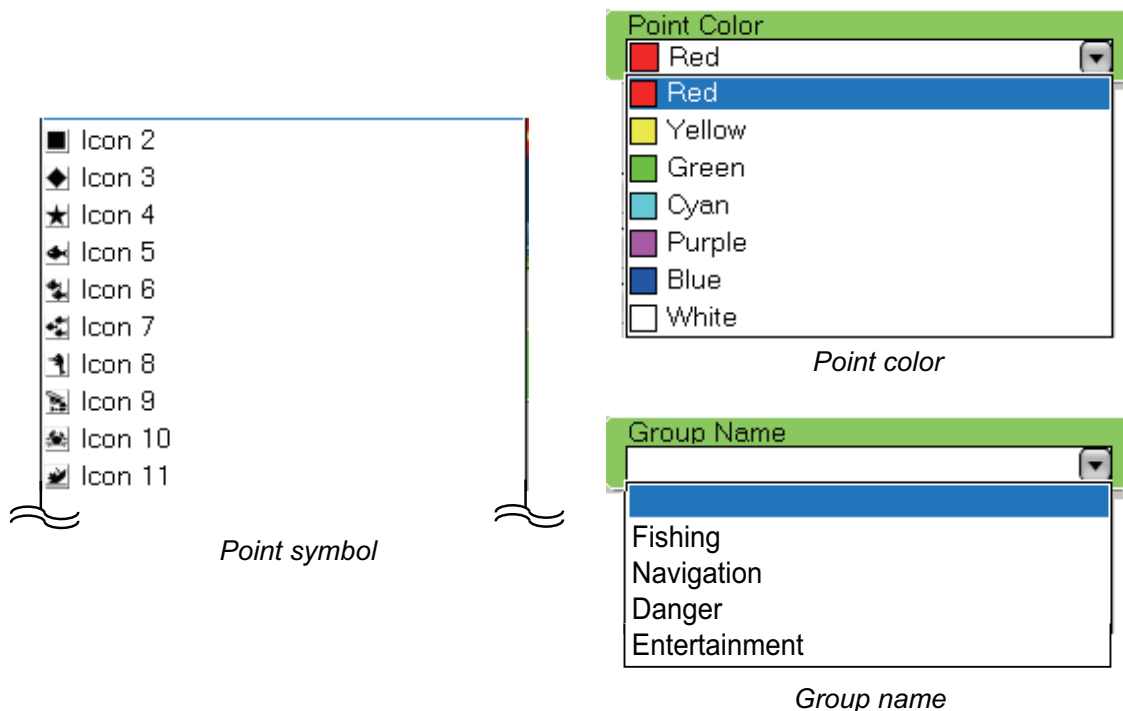 Icon 2
Icon 3
Icon 4
Icon 5
Icon 6
Icon 7
Icon 8
Icon 9
Icon 10
Icon 11
Point symbol
Point Color
Red
Red
Yellow
Green
Cyan
Purple
Blue
White
Point color
Group Name
Fishing
Navigation
Danger
Entertainment
Group name